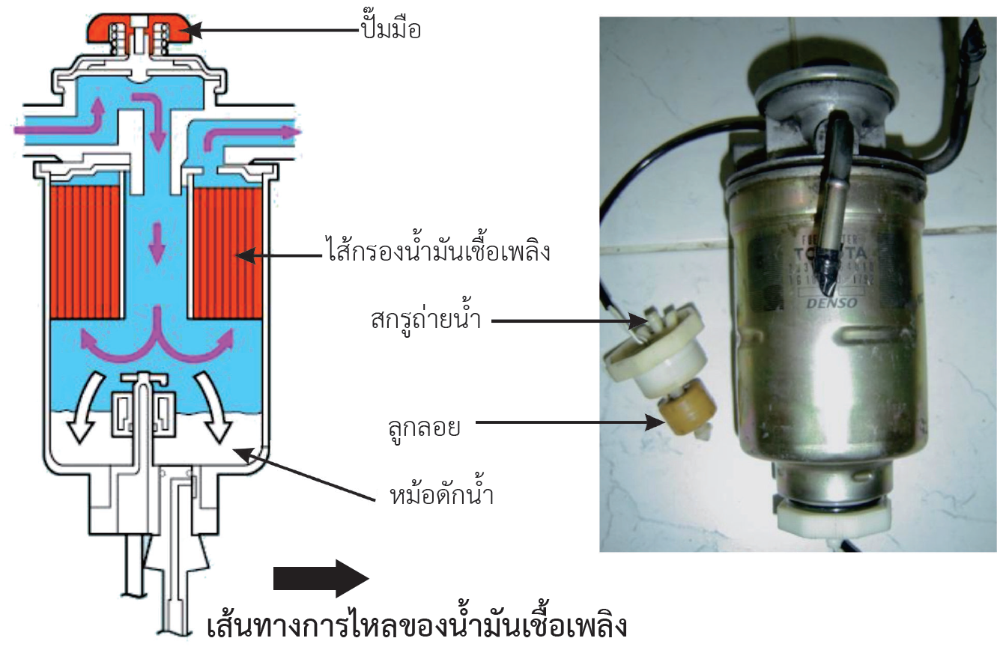 ปั๊มมือ
ไส้กรองน้ำมันเชื้อเพลิง
สกรูถ่ายน้ำ
ลูกลอย
หม้อดักน้ำ
เส้นทางการไหลของน้ำมันเชื้อเพลิง
DENSO